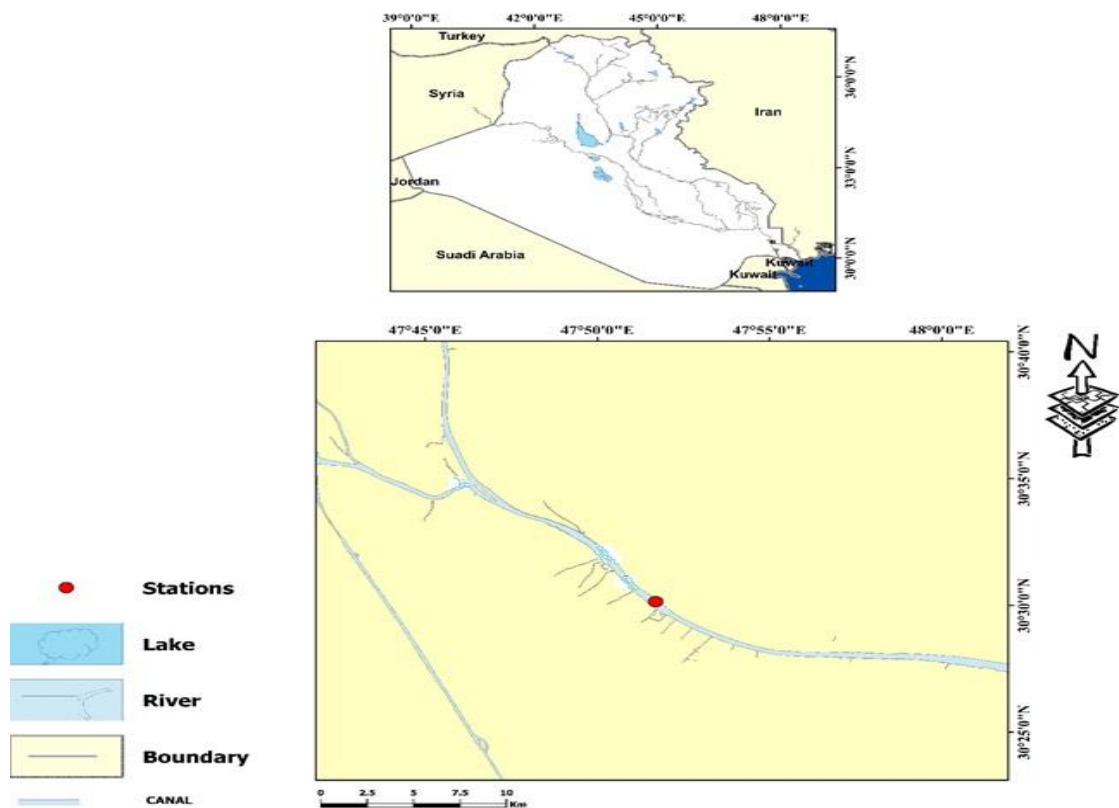 39°0'0"E 42°0'0"E 45°0'0"E 48°0'0"E
Turkey
Syria
Iran
Jordan
Suadi Arabia
Kuwait
Kuwait
36°0'0"N
33°0'0"N
30°0'0"N
47°45'0"E 47°50'0"E 47°55'0"E 48°0'0"E
30°40'0"N
30°35'0"N
30°30'0"N
30°25'0"N
N
Stations
Lake
River
Boundary
CANAL
0 2.5 5 7.5 10
Km